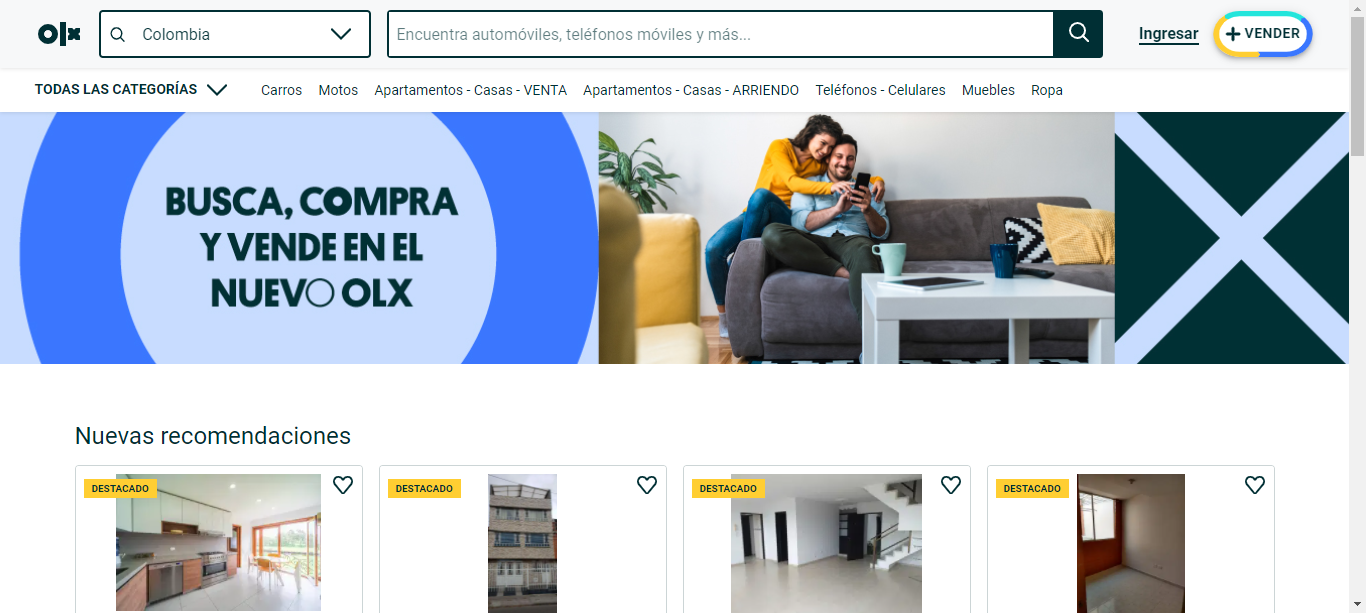 olx
Colombia
Encuentra automóviles, teléfonos móviles y más...
Ingresar
VENDER
TODAS LAS CATEGORÍAS
Carros
Motos
Apartamentos - Casas - VENTA
Apartamentos - Casas - ARRIENDO
Teléfonos - Celulares
Muebles
Ropa
BUSCA, COMPRA
Y VENDE EN EL
NUEVO OLX
Nuevas recomendaciones
DESTACADO
DESTACADO
DESTACADO
DESTACADO